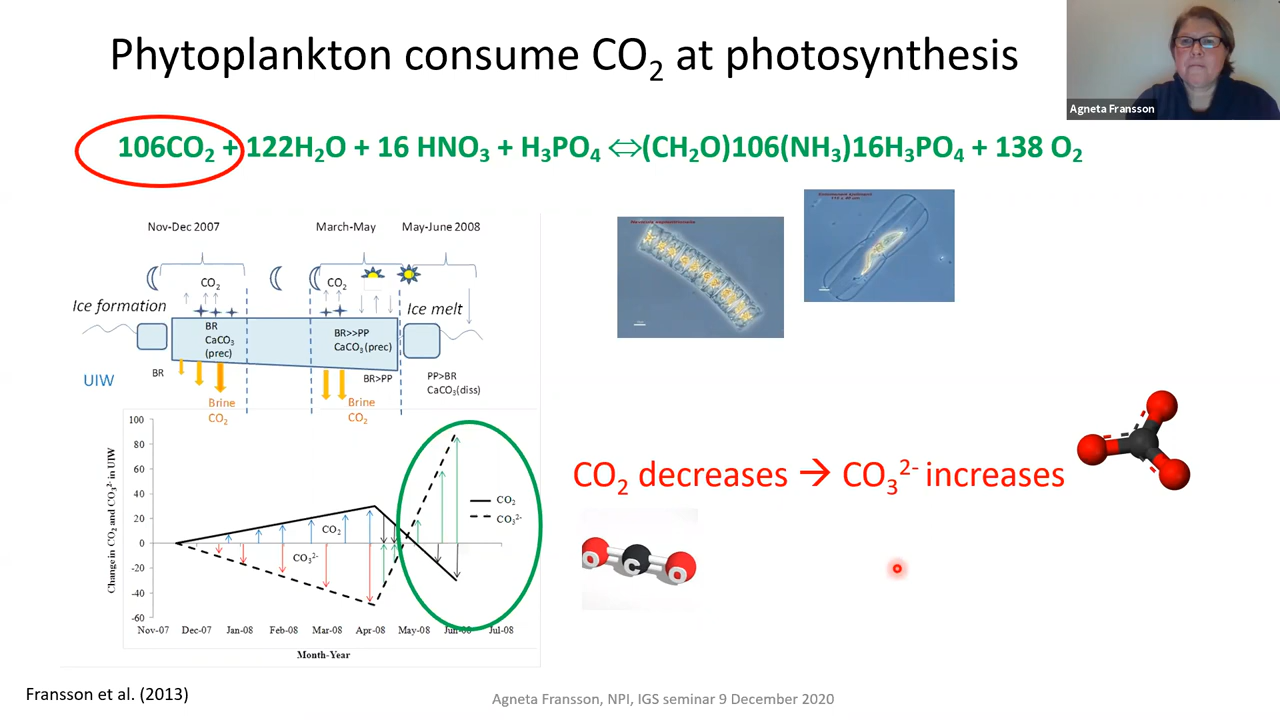 Phytoplankton consume CO₂ at photosynthesis
Agneta Fransson
106CO₂ + 122H₂O + 16 HNO₃ + H₃PO₄ ⇔(CH₂O)106(NH₃)16H₃PO₄ + 138 O₂
Nov-Dec 2007
March-May
May-June 2008
CO₂
CO₂
Ice formation
Ice melt
BR
CaCO₃
(prec)
BR>>PP
CaCO₃(prec)
BR
BR>PP
PP>BR
CaCO₃(diss)
UIW
Brine
CO₂
Brine
CO₂
Change in CO₂ and CO₃²⁻ in UIW
100
80
60
40
20
0
-20
-40
-60
CO₂
CO₃²⁻
CO₂
CO₃²⁻
Nov-07 Dec-07 Jan-08 Feb-08 Mar-08 Apr-08 May-08 Jun-08 Jul-08
Month-Year
CO₂ decreases → CO₃²⁻ increases
O C O
Fransson et al. (2013)
Agneta Fransson, NPI, IGS seminar 9 December 2020